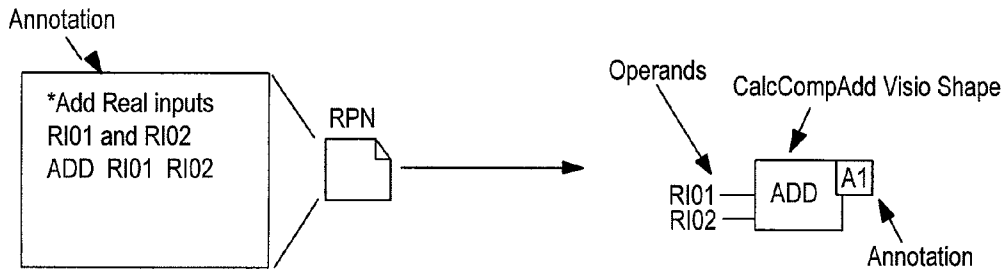 Annotation
*Add Real inputs
RI01 and RI02
ADD RI01 RI02
RPN
Operands
CalcCompAdd Visio Shape
RI01
RI02
ADD
A1
Annotation